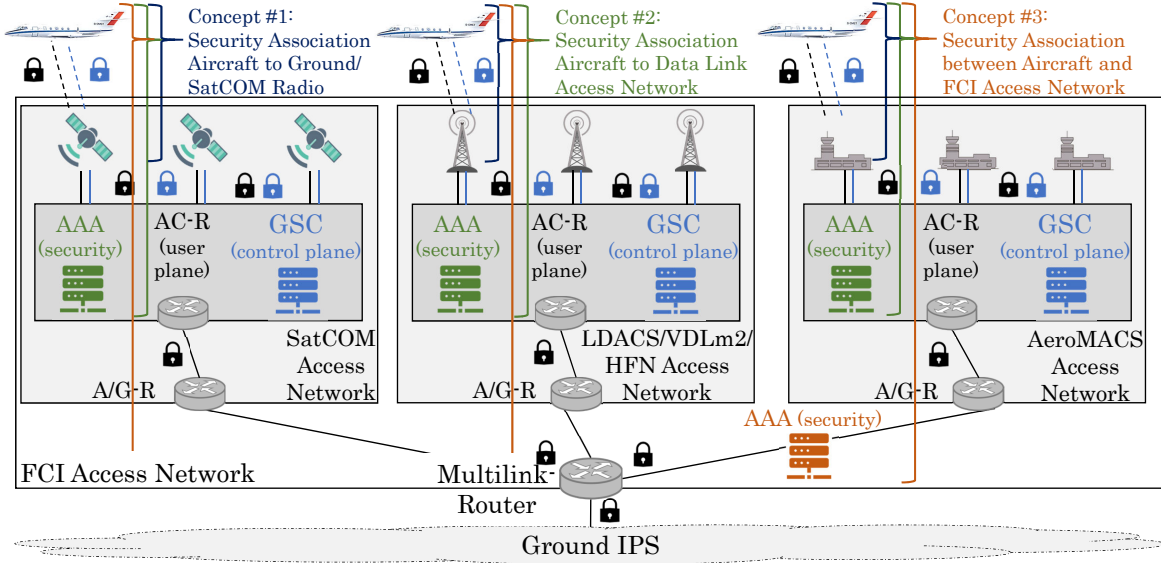 Concept #1:
Security Association
Aircraft to Ground/
SatCOM Radio
Concept #2:
Security Association
Aircraft to Data Link
Access Network
Concept #3:
Security Association
between Aircraft and
FCI Access Network
AAA
(security)
AC-R
(user
plane)
GSC
(control plane)
SatCOM
Access
Network
A/G-R
AAA
(security)
AC-R
(user
plane)
GSC
(control plane)
LDACS/VDLm2/
HFN Access
Network
A/G-R
AAA
(security)
AC-R
(user
plane)
GSC
(control plane)
AeroMACS
Access
Network
A/G-R
AAA (security)
FCI Access Network
Multilink-
Router
Ground IPS